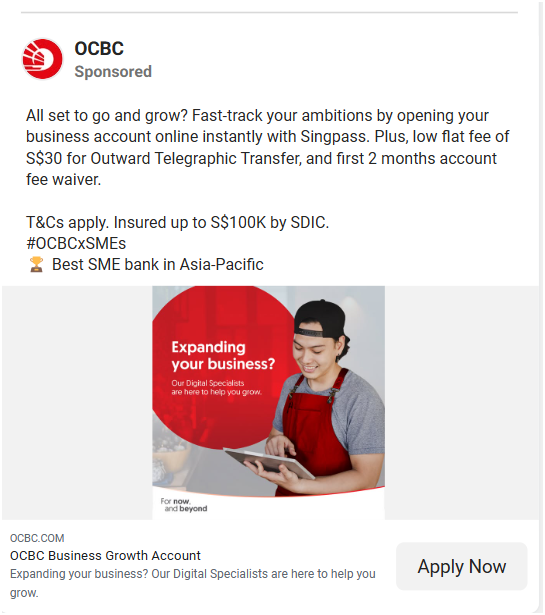 OCBC
Sponsored
All set to go and grow? Fast-track your ambitions by opening your
business account online instantly with Singpass. Plus, low flat fee of
S$30 for Outward Telegraphic Transfer, and first 2 months account
fee waiver.
T&Cs apply. Insured up to S$100K by SDIC.
#OCBCxSMEs
🏆 Best SME bank in Asia-Pacific
Expanding
your business?
Our Digital Specialists
are here to help you grow.
For now,
and beyond
OCBC.COM
OCBC Business Growth Account
Expanding your business? Our Digital Specialists are here to help you
grow.
Apply Now